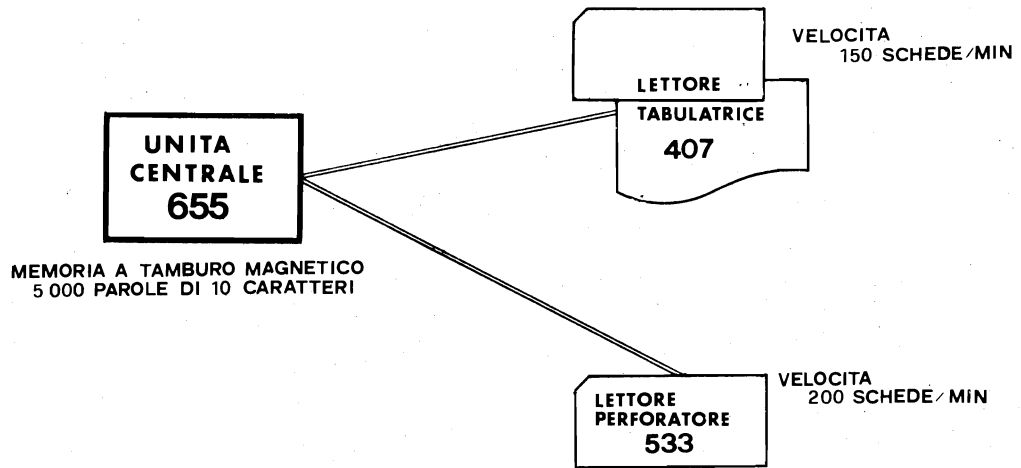 UNITA
CENTRALE
655
MEMORIA A TAMBURO MAGNETICO
5 000 PAROLE DI 10 CARATTERI
LETTORE
TABULATRICE
407
VELOCITA
150 SCHEDE/MIN
LETTORE
PERFORATORE
533
VELOCITA
200 SCHEDE/MIN